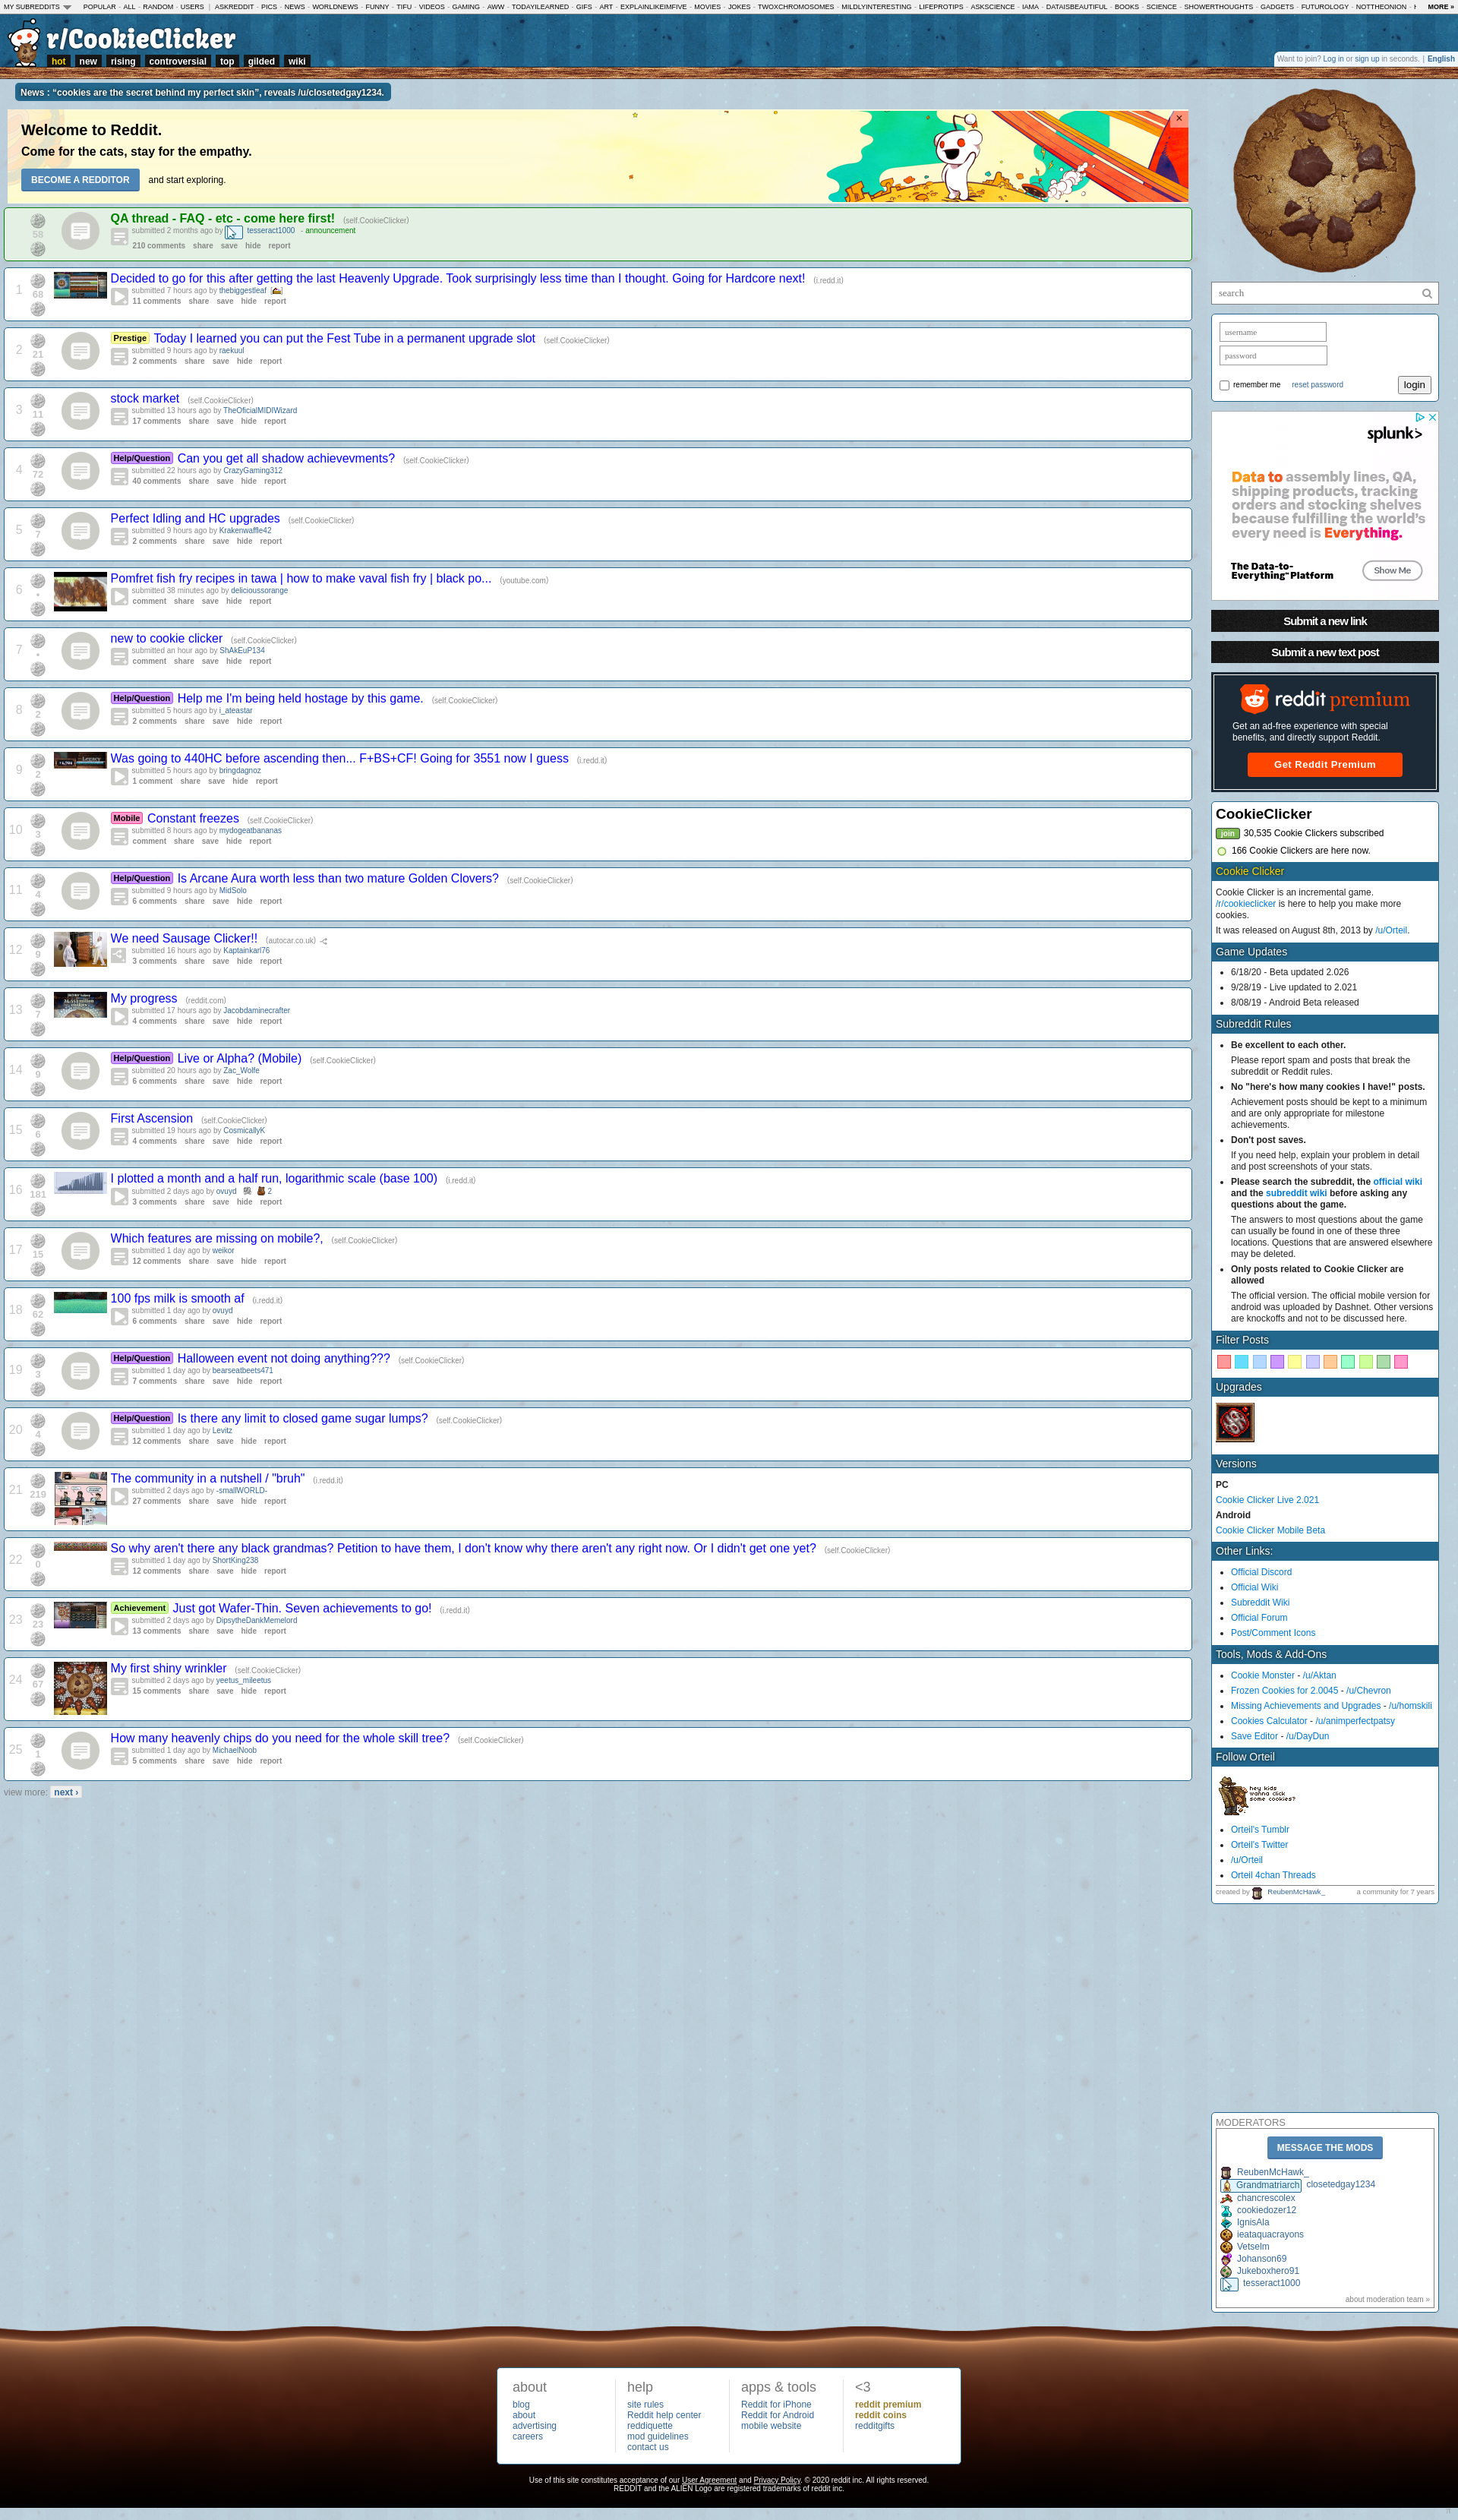 MY SUBREDDITS POPULAR - ALL - RANDOM - USERS | ASKREDDIT - PICS - NEWS - WORLDNEWS - FUNNY - TIFU - VIDEOS - GAMING - AWW - TODAYILEARNED - GIFS - ART - EXPLAINLIKEIMFIVE - MOVIES - JOKES - TWOXCHROMOSOMES - MILDLYINTERESTING - LIFEPROTIPS - ASKSCIENCE - IAMA - DATAISBEAUTIFUL - BOOKS - SCIENCE - SHOWERTHOUGHTS - GADGETS - FUTUROLOGY - NOTTHEONION - MORE »
r/CookieClicker
hot new rising controversial top gilded wiki
Want to join? Log in or sign up in seconds. | English
News : “cookies are the secret behind my perfect skin”, reveals /u/closetedgay1234.
Welcome to Reddit.
Come for the cats, stay for the empathy.
BECOME A REDDITOR and start exploring.
58
QA thread - FAQ - etc - come here first! (self.CookieClicker)
submitted 2 months ago by tesseract1000 - announcement
210 comments share save hide report
1 68
Decided to go for this after getting the last Heavenly Upgrade. Took surprisingly less time than I thought. Going for Hardcore next! (i.redd.it)
submitted 7 hours ago by thebiggestleaf
11 comments share save hide report
2 21
Prestige Today I learned you can put the Fest Tube in a permanent upgrade slot (self.CookieClicker)
submitted 9 hours ago by raekuul
2 comments share save hide report
3 11
stock market (self.CookieClicker)
submitted 13 hours ago by TheOficialMIDIWizard
17 comments share save hide report
4 72
Help/Question Can you get all shadow achievevments? (self.CookieClicker)
submitted 22 hours ago by CrazyGaming312
40 comments share save hide report
5 7
Perfect Idling and HC upgrades (self.CookieClicker)
submitted 9 hours ago by Krakenwaffle42
2 comments share save hide report
6 •
Pomfret fish fry recipes in tawa | how to make vaval fish fry | black po... (youtube.com)
submitted 38 minutes ago by delicioussorange
comment share save hide report
7 •
new to cookie clicker (self.CookieClicker)
submitted an hour ago by ShAkEuP134
comment share save hide report
8 2
Help/Question Help me I'm being held hostage by this game. (self.CookieClicker)
submitted 5 hours ago by i_ateastar
2 comments share save hide report
9 2
Was going to 440HC before ascending then... F+BS+CF! Going for 3551 now I guess (i.redd.it)
submitted 5 hours ago by bringdagnoz
1 comment share save hide report
10 3
Mobile Constant freezes (self.CookieClicker)
submitted 8 hours ago by mydogeatbananas
comment share save hide report
11 4
Help/Question Is Arcane Aura worth less than two mature Golden Clovers? (self.CookieClicker)
submitted 9 hours ago by MidSolo
6 comments share save hide report
12 9
We need Sausage Clicker!! (autocar.co.uk)
submitted 16 hours ago by Kaptainkarl76
3 comments share save hide report
13 7
My progress (reddit.com)
submitted 17 hours ago by Jacobdaminecrafter
4 comments share save hide report
14 9
Help/Question Live or Alpha? (Mobile) (self.CookieClicker)
submitted 20 hours ago by Zac_Wolfe
6 comments share save hide report
15 6
First Ascension (self.CookieClicker)
submitted 19 hours ago by CosmicallyK
4 comments share save hide report
16 181
I plotted a month and a half run, logarithmic scale (base 100) (i.redd.it)
submitted 2 days ago by ovuyd 2
3 comments share save hide report
17 15
Which features are missing on mobile?, (self.CookieClicker)
submitted 1 day ago by weikor
12 comments share save hide report
18 62
100 fps milk is smooth af (i.redd.it)
submitted 1 day ago by ovuyd
6 comments share save hide report
19 3
Help/Question Halloween event not doing anything??? (self.CookieClicker)
submitted 1 day ago by bearseatbeets471
7 comments share save hide report
20 4
Help/Question Is there any limit to closed game sugar lumps? (self.CookieClicker)
submitted 1 day ago by Levitz
12 comments share save hide report
21 219
The community in a nutshell / "bruh" (i.redd.it)
submitted 2 days ago by -smallWORLD-
27 comments share save hide report
22 0
So why aren't there any black grandmas? Petition to have them, I don't know why there aren't any right now. Or I didn't get one yet? (self.CookieClicker)
submitted 1 day ago by ShortKing238
12 comments share save hide report
23 23
Achievement Just got Wafer-Thin. Seven achievements to go! (i.redd.it)
submitted 2 days ago by DipsytheDankMemelord
13 comments share save hide report
24 67
My first shiny wrinkler (self.CookieClicker)
submitted 2 days ago by yeetus_mileetus
15 comments share save hide report
25 1
How many heavenly chips do you need for the whole skill tree? (self.CookieClicker)
submitted 1 day ago by MichaelNoob
5 comments share save hide report
view more: next ›
search
username
password
remember me reset password login
splunk>
Data to assembly lines, QA,
shipping products, tracking
orders and stocking shelves
because fulfilling the world's
every need is Everything.
The Data-to-
Everything™ Platform
Show Me
Submit a new link
Submit a new text post
reddit premium
Get an ad-free experience with special
benefits, and directly support Reddit.
Get Reddit Premium
CookieClicker
join 30,535 Cookie Clickers subscribed
166 Cookie Clickers are here now.
Cookie Clicker
Cookie Clicker is an incremental game.
/r/cookieclicker is here to help you make more
cookies.
It was released on August 8th, 2013 by /u/Orteil.
Game Updates
6/18/20 - Beta updated 2.026
9/28/19 - Live updated to 2.021
8/08/19 - Android Beta released
Subreddit Rules
Be excellent to each other.
Please report spam and posts that break the
subreddit or Reddit rules.
No "here's how many cookies I have!" posts.
Achievement posts should be kept to a minimum
and are only appropriate for milestone
achievements.
Don't post saves.
If you need help, explain your problem in detail
and post screenshots of your stats.
Please search the subreddit, the official wiki
and the subreddit wiki before asking any
questions about the game.
The answers to most questions about the game
can usually be found in one of these three
locations. Questions that are answered elsewhere
may be deleted.
Only posts related to Cookie Clicker are
allowed
The official version. The official mobile version for
android was uploaded by Dashnet. Other versions
are knockoffs and not to be discussed here.
Filter Posts
Upgrades
Versions
PC
Cookie Clicker Live 2.021
Android
Cookie Clicker Mobile Beta
Other Links:
Official Discord
Official Wiki
Subreddit Wiki
Official Forum
Post/Comment Icons
Tools, Mods & Add-Ons
Cookie Monster - /u/Aktan
Frozen Cookies for 2.0045 - /u/Chevron
Missing Achievements and Upgrades - /u/homskili
Cookies Calculator - /u/animperfectpatsy
Save Editor - /u/DayDun
Follow Orteil
hey kids
wanna click
some cookies?
Orteil's Tumblr
Orteil's Twitter
/u/Orteil
Orteil 4chan Threads
created by ReubenMcHawk_ a community for 7 years
MODERATORS
MESSAGE THE MODS
ReubenMcHawk_
Grandmatriarch closetedgay1234
chancrescolex
cookiedozer12
IgnisAla
ieataquacrayons
Vetselm
Johanson69
Jukeboxhero91
tesseract1000
about moderation team »
about
blog
about
advertising
careers
help
site rules
Reddit help center
reddiquette
mod guidelines
contact us
apps & tools
Reddit for iPhone
Reddit for Android
mobile website
<3
reddit premium
reddit coins
redditgifts
Use of this site constitutes acceptance of our User Agreement and Privacy Policy. © 2020 reddit inc. All rights reserved.
REDDIT and the ALIEN Logo are registered trademarks of reddit inc.